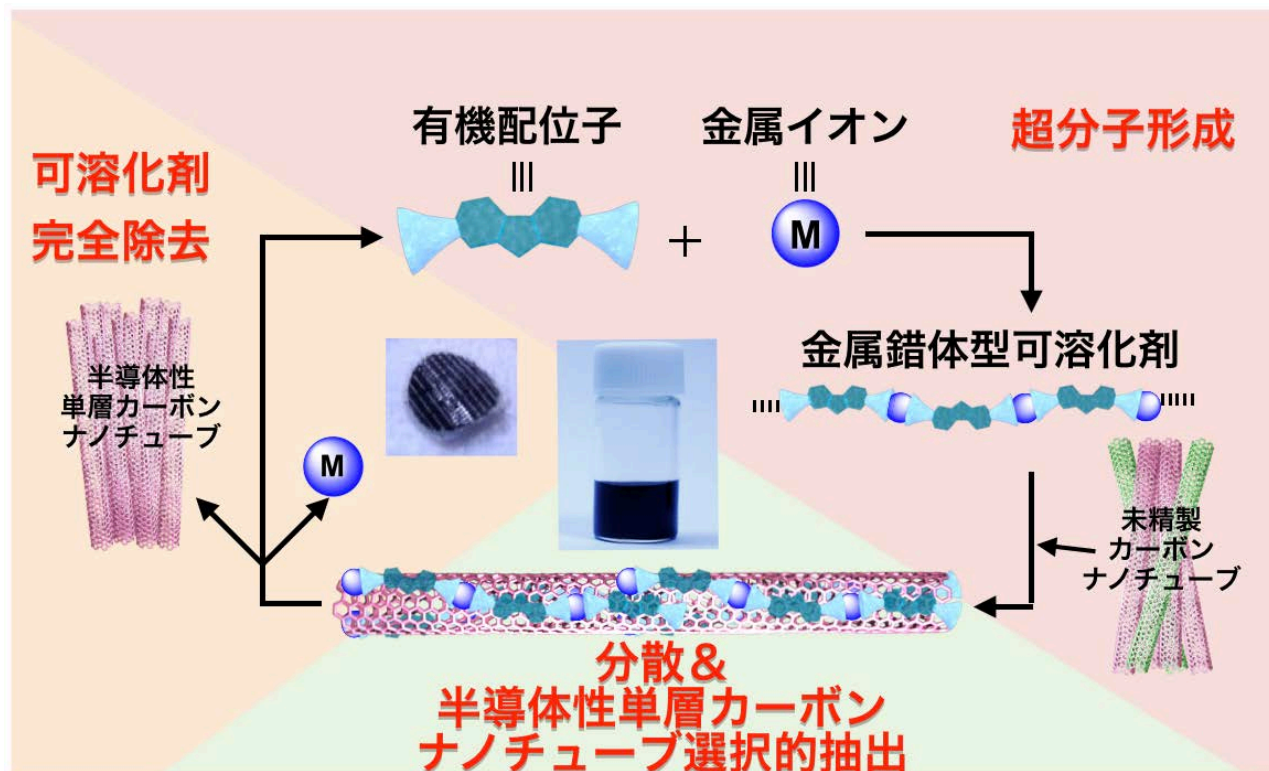 有機配位子
金属イオン
超分子形成
可溶化剤
完全除去
+
M
金属錯体型可溶化剤
半導体性
単層カーボン
ナノチューブ
M
未精製
カーボン
ナノチューブ
分散&
半導体性単層カーボン
ナノチューブ選択的抽出